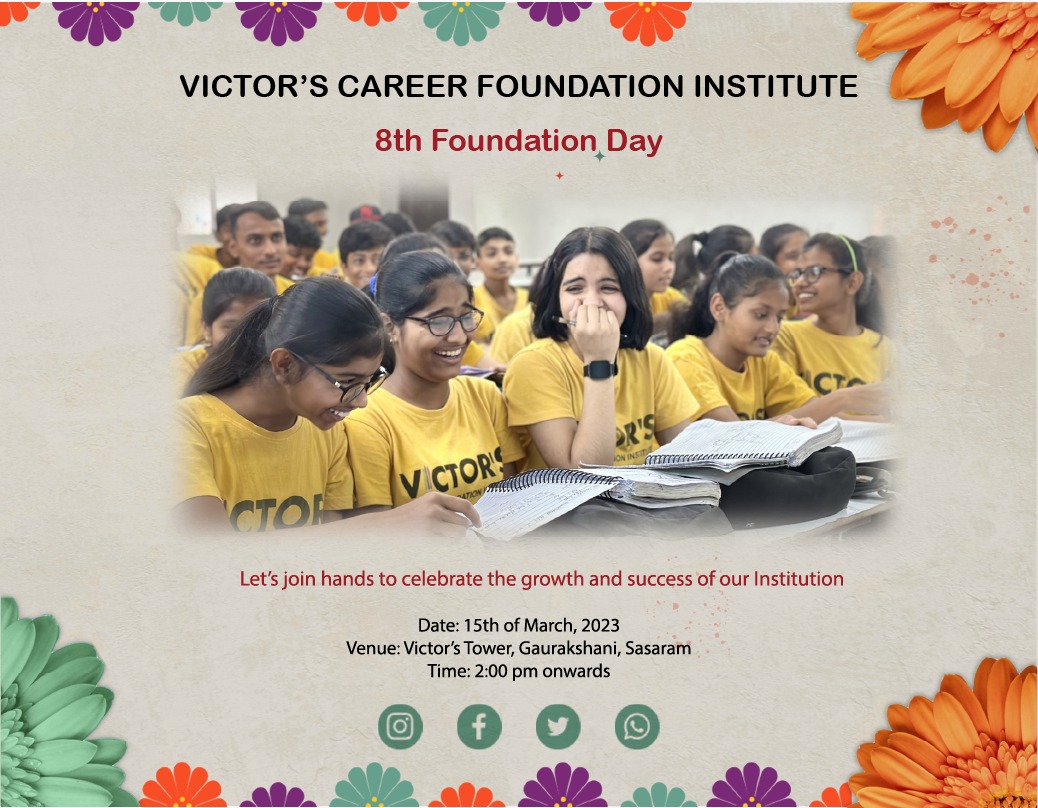 VICTOR’S CAREER FOUNDATION INSTITUTE
8th Foundation Day
VICTOR'S
Let’s join hands to celebrate the growth and success of our Institution
Date: 15th of March, 2023
Venue: Victor’s Tower, Gaurakshani, Sasaram
Time: 2:00 pm onwards